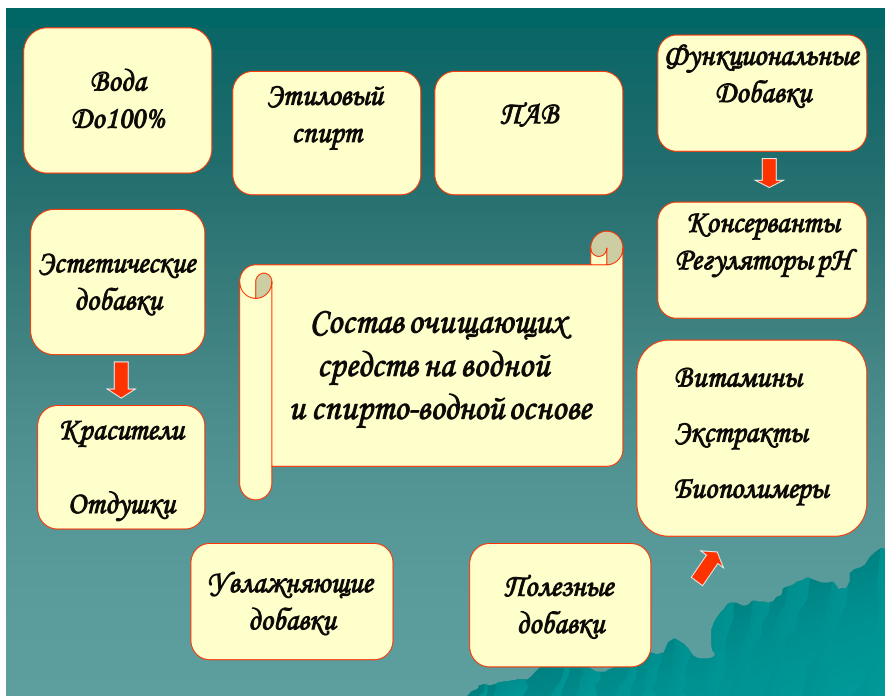 Вода
До100%
Этиловый
спирт
ПАВ
Функциональные
Добавки
Эстетические
добавки
Состав очищающих
средств на водной
и спирто-водной основе
Консерванты
Регуляторы рН
Красители
Отдушки
Витамины
Экстракты
Биополимеры
Увлажняющие
добавки
Полезные
добавки